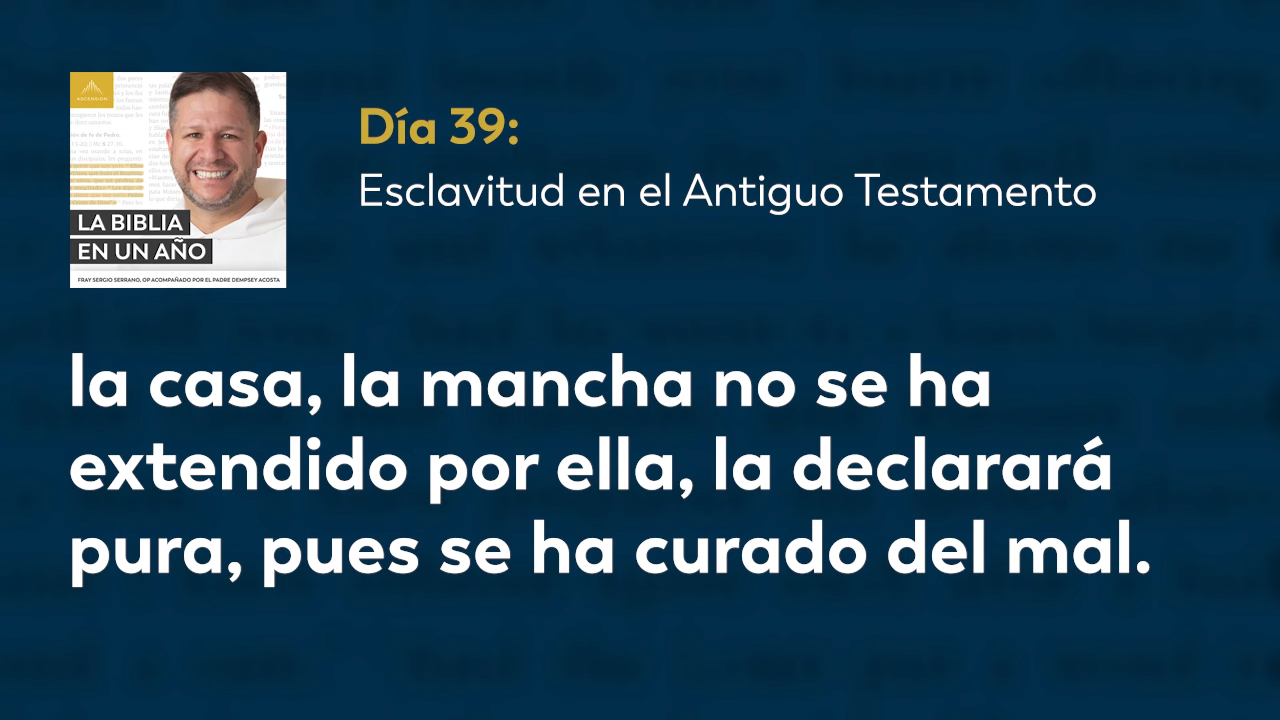 ASCENSION
LA BIBLIA
EN UN AÑO
FRAY SERGIO SERRANO, OP ACOMPAÑADO POR EL PADRE DEMPSEY ACOSTA
Día 39:
Esclavitud en el Antiguo Testamento
la casa, la mancha no se ha
extendido por ella, la declarará
pura, pues se ha curado del mal.